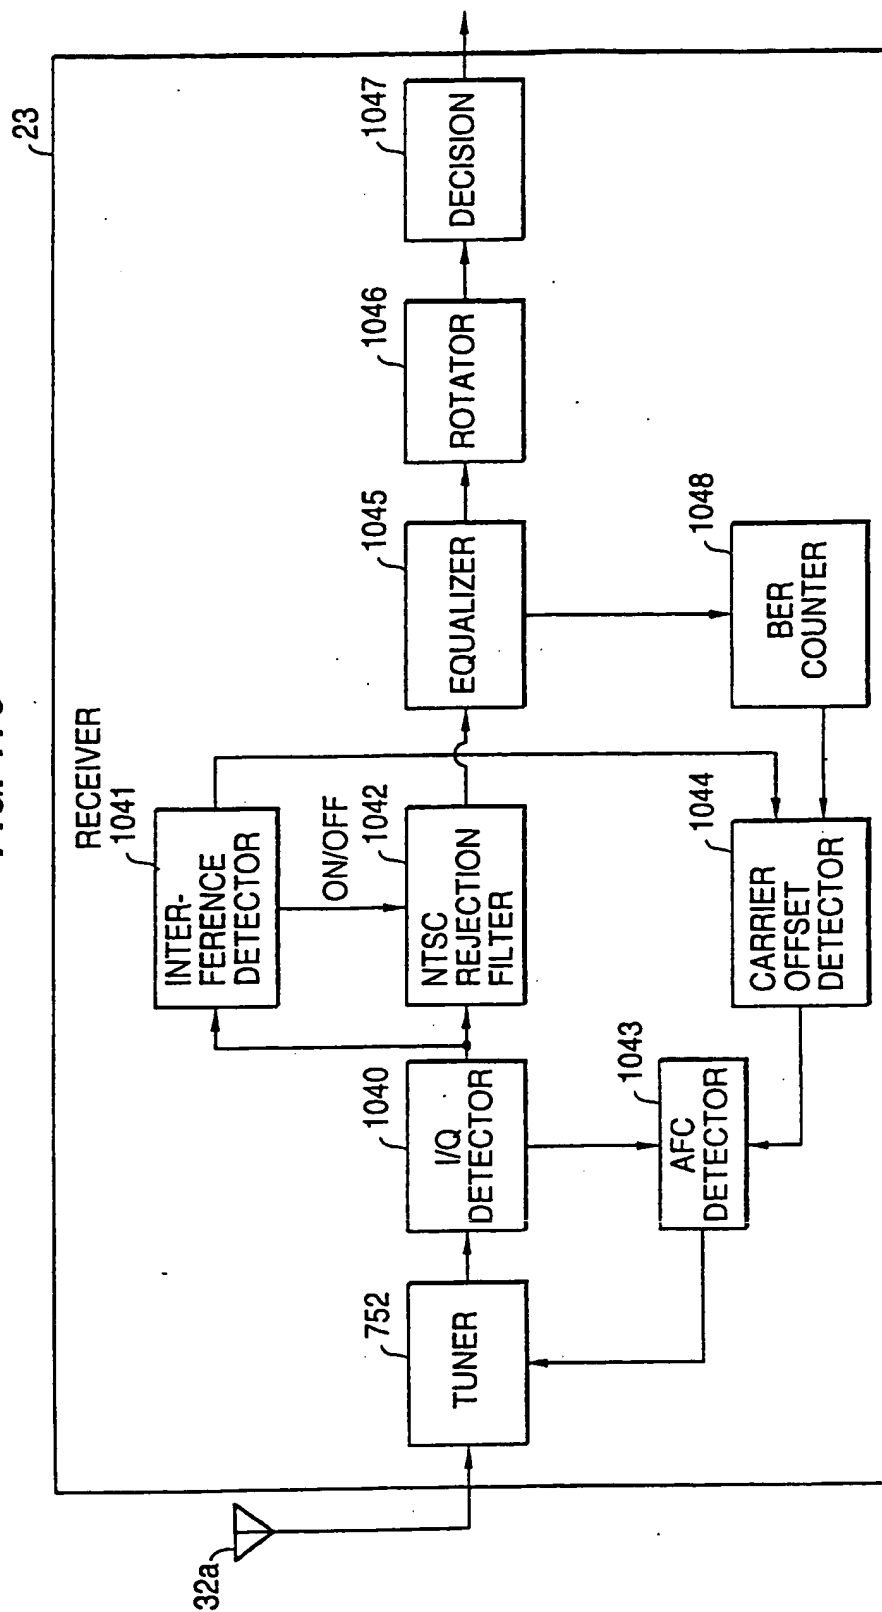 23
RECEIVER
1041
INTER-
FERENCE
DETECTOR
ON/OFF
1042
NTSC
REJECTION
FILTER
1040
I/Q
DETECTOR
752
TUNER
32a
1045
EQUALIZER
1046
ROTATOR
1047
DECISION
1043
AFC
DETECTOR
1044
CARRIER
OFFSET
DETECTOR
1048
BER
COUNTER